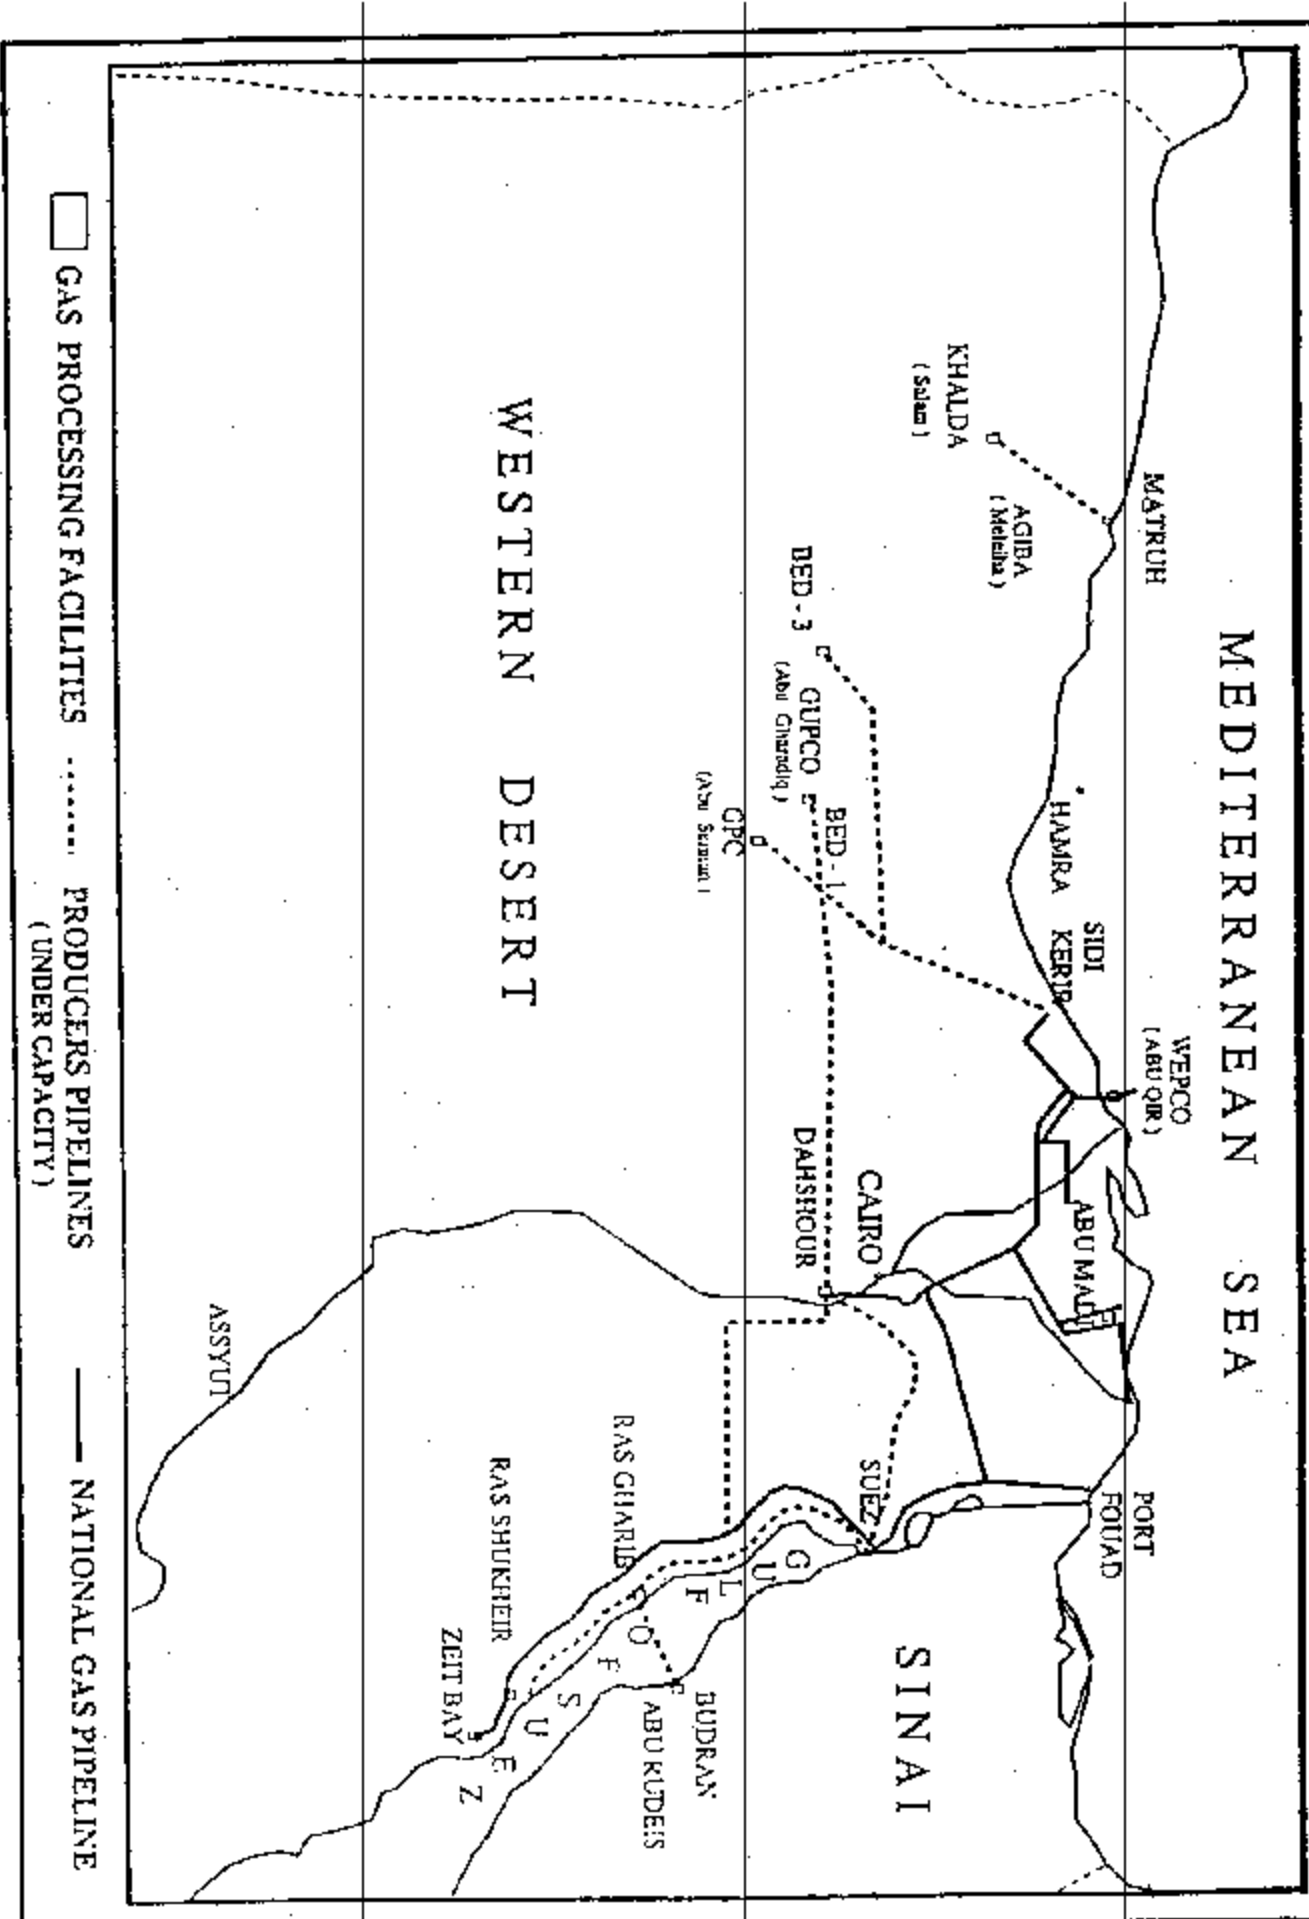 MEDITERRANEAN SEA
MATRUH
KHALDA
( Salam )
AGIBA
( Meleiha )
HAMRA
SIDI
KERIR
WEPCO
( ABU QIR )
BED - 3
GUPCO
(Abu Gharadiq )
BED - 1
GPC
ABU MADI
CAIRO
DAHSHOUR
PORT
FOUAD
SUEZ
WESTERN DESERT
SINAI
GULF OF SUEZ
RAS GHARIB
RAS SHUKHEIR
ZEIT BAY
BUDRAN
ABU RUDEIS
ASSYUT
GAS PROCESSING FACILITIES
PRODUCERS PIPELINES
( UNDER CAPACITY )
NATIONAL GAS PIPELINE